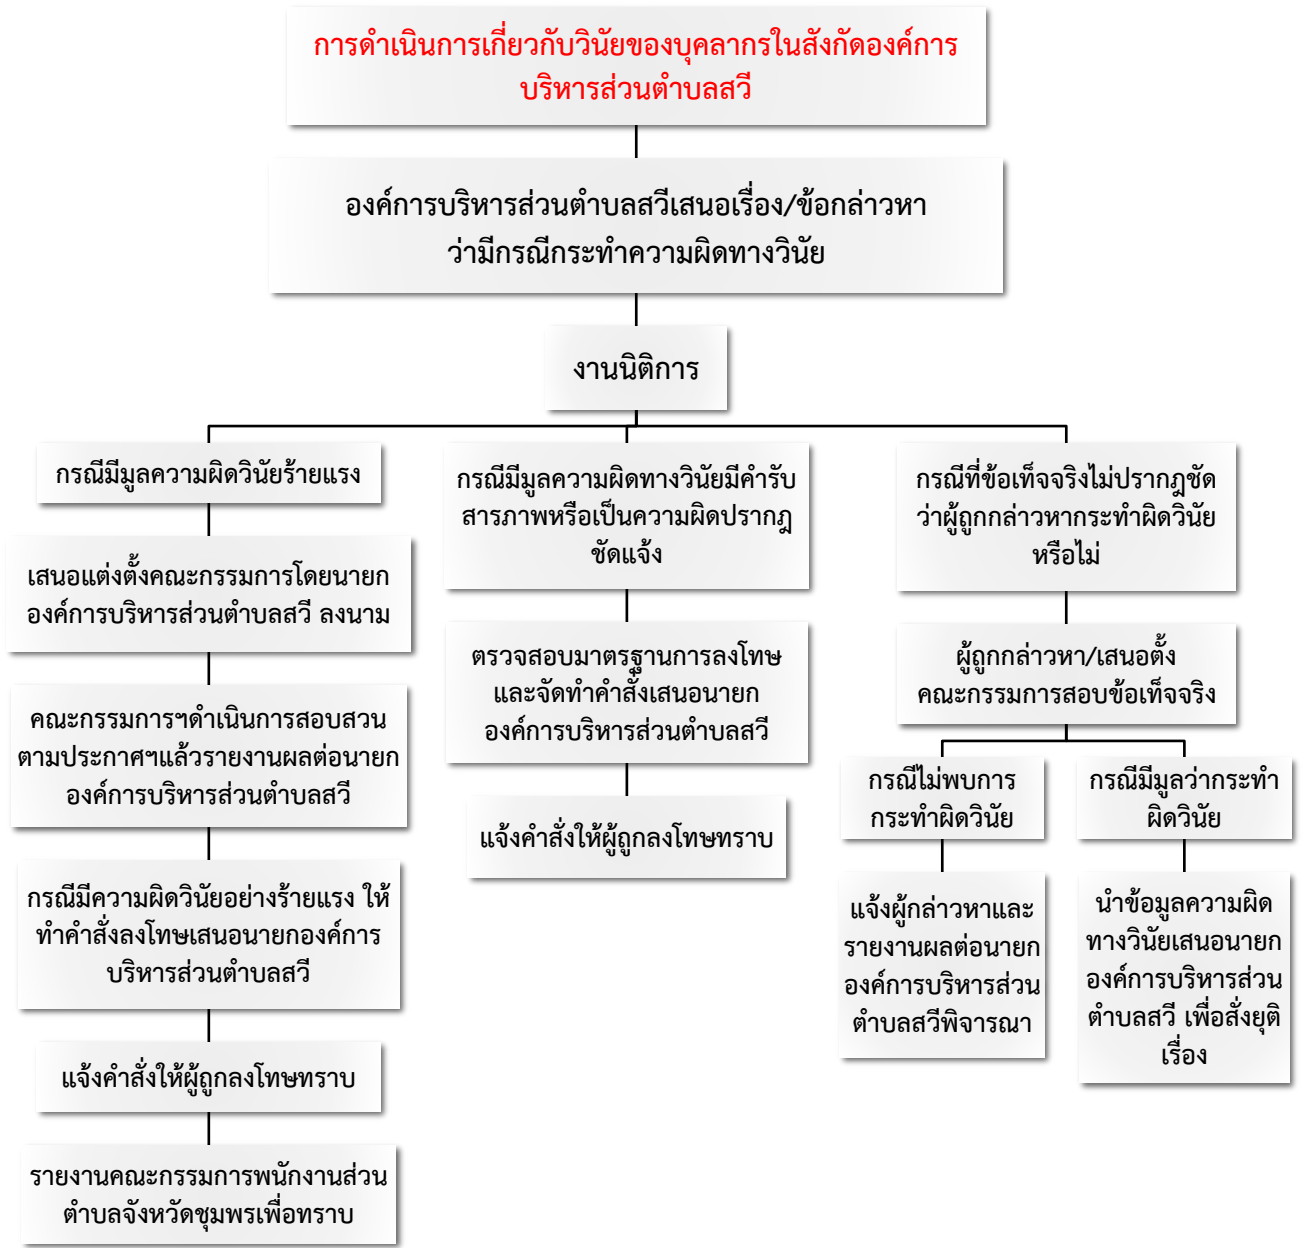 การดำเนินการเกี่ยวกับวินัยของบุคลากรในสังกัดองค์การ
บริหารส่วนตำบลสวี
องค์การบริหารส่วนตำบลสวีเสนอเรื่อง/ข้อกล่าวหา
ว่ามีกรณีกระทำความผิดทางวินัย
งานนิติการ
กรณีมีมูลความผิดวินัยร้ายแรง
เสนอแต่งตั้งคณะกรรมการโดยนายก
องค์การบริหารส่วนตำบลสวี ลงนาม
คณะกรรมการฯดำเนินการสอบสวน
ตามประกาศฯแล้วรายงานผลต่อนายก
องค์การบริหารส่วนตำบลสวี
กรณีมีความผิดวินัยอย่างร้ายแรง ให้
ทำคำสั่งลงโทษเสนอนายกองค์การ
บริหารส่วนตำบลสวี
แจ้งคำสั่งให้ผู้ถูกลงโทษทราบ
รายงานคณะกรรมการพนักงานส่วน
ตำบลจังหวัดชุมพรเพื่อทราบ
กรณีมีมูลความผิดทางวินัยมีคำรับ
สารภาพหรือเป็นความผิดปรากฎ
ชัดแจ้ง
ตรวจสอบมาตรฐานการลงโทษ
และจัดทำคำสั่งเสนอนายก
องค์การบริหารส่วนตำบลสวี
แจ้งคำสั่งให้ผู้ถูกลงโทษทราบ
กรณีที่ข้อเท็จจริงไม่ปรากฎชัด
ว่าผู้ถูกกล่าวหากระทำผิดวินัย
หรือไม่
ผู้ถูกกล่าวหา/เสนอตั้ง
คณะกรรมการสอบข้อเท็จจริง
กรณีไม่พบการ
กระทำผิดวินัย
แจ้งผู้กล่าวหาและ
รายงานผลต่อนายก
องค์การบริหารส่วน
ตำบลสวีพิจารณา
กรณีมีมูลว่ากระทำ
ผิดวินัย
นำข้อมูลความผิด
ทางวินัยเสนอนายก
องค์การบริหารส่วน
ตำบลสวี เพื่อสั่งยุติ
เรื่อง